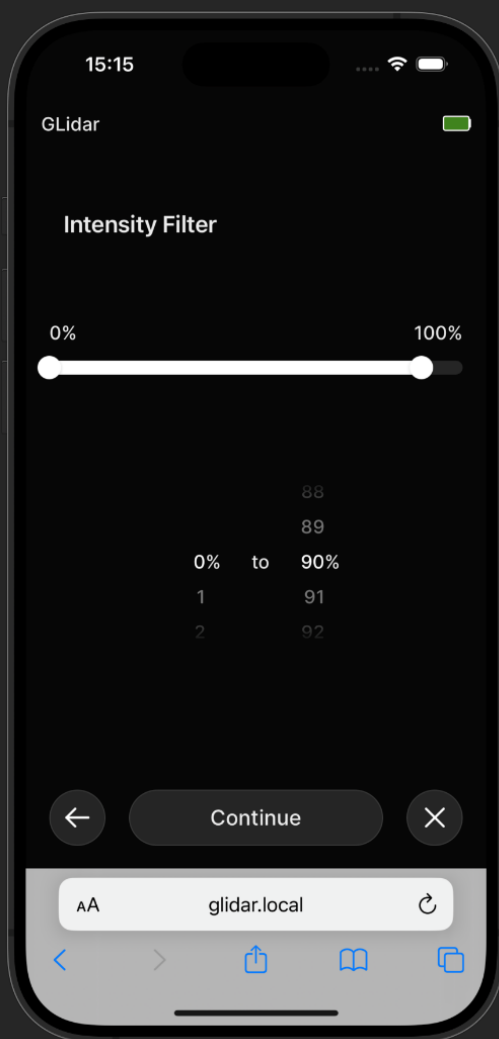 15:15
GLidar
Intensity Filter
0% 100%
88
89
0% to 90%
1 91
2 92
Continue
AA glidar.local